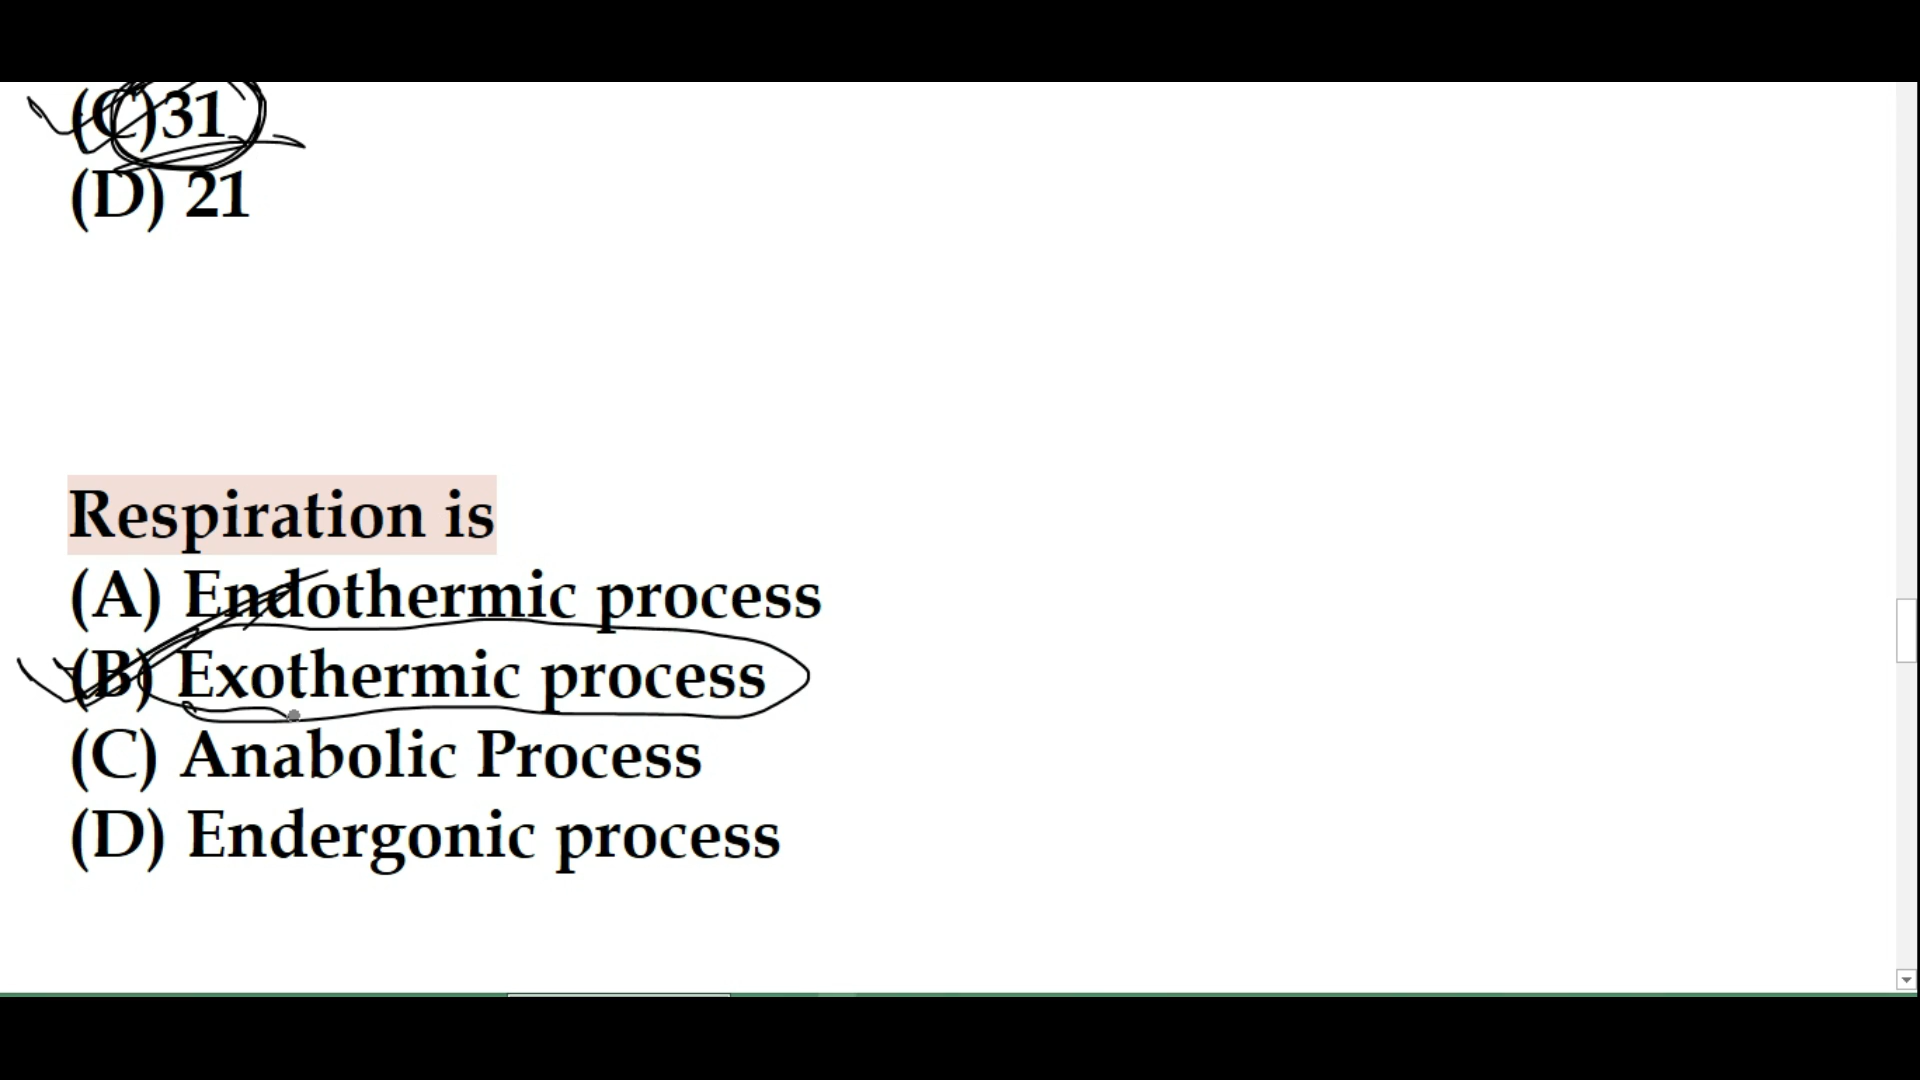 (C)31
(D) 21
Respiration is
(A) Endothermic process
(B) Exothermic process
(C) Anabolic Process
(D) Endergonic process